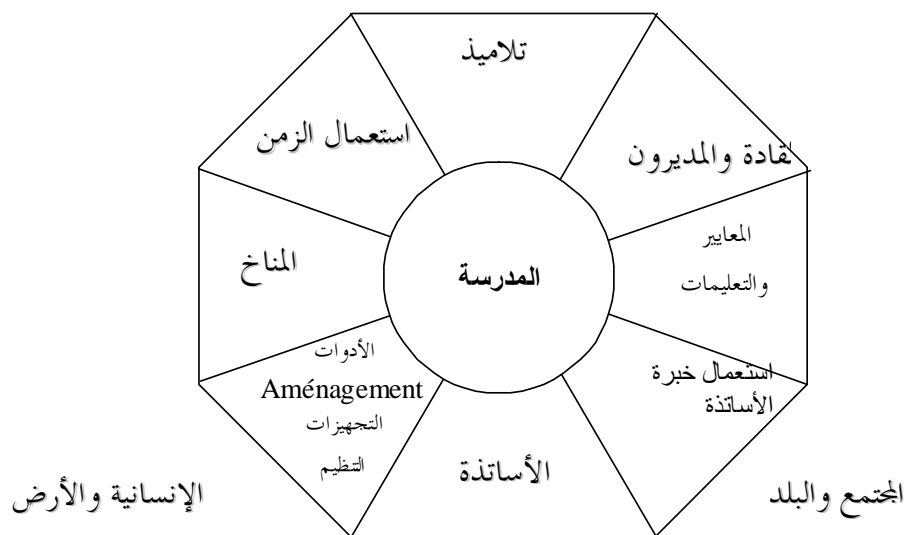 تلاميذ
استعمال الزمن
لقادة والمديرون
المعايير
والتعليمات
المناخ
المدرسة
الأدوات
Aménagement
التجهيزات
التنظيم
استعمال خبرة
الأساتذة
الأساتذة
الإنسانية والأرض
المجتمع والبلد